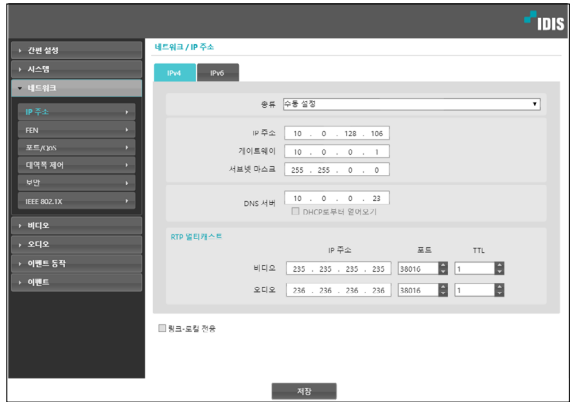 IDIS
간편 설정
시스템
네트워크
IP 주소
FEN
포트/QoS
대역폭 제어
보안
IEEE 802.1X
비디오
오디오
이벤트 동작
이벤트
네트워크 / IP 주소
IPv4 IPv6
종류 수동 설정
IP 주소 10 . 0 . 128 . 106
게이트웨이 10 . 0 . 0 . 1
서브넷 마스크 255 . 255 . 0 . 0
DNS 서버 10 . 0 . 0 . 23
DHCP로부터 얻어오기
RTP 멀티캐스트
IP 주소 포트 TTL
비디오 235 . 235 . 235 . 235 38016 1
오디오 236 . 236 . 236 . 236 38016 1
링크-로컬 전용
저장